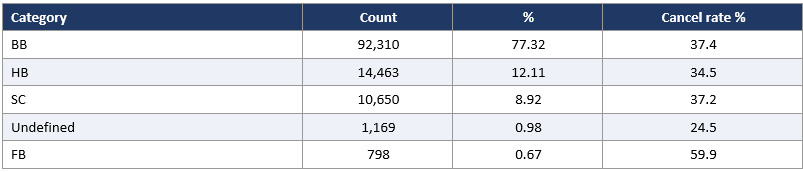 Category Count % Cancel rate %
BB 92,310 77.32 37.4
HB 14,463 12.11 34.5
SC 10,650 8.92 37.2
Undefined 1,169 0.98 24.5
FB 798 0.67 59.9